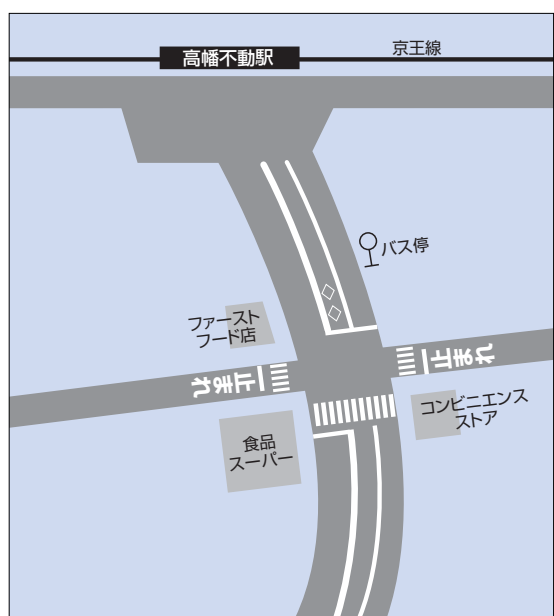 高幡不動駅
京王線
バス停
ファースト
フード店
止まれ
止まれ
コンビニエンス
ストア
食品
スーパー